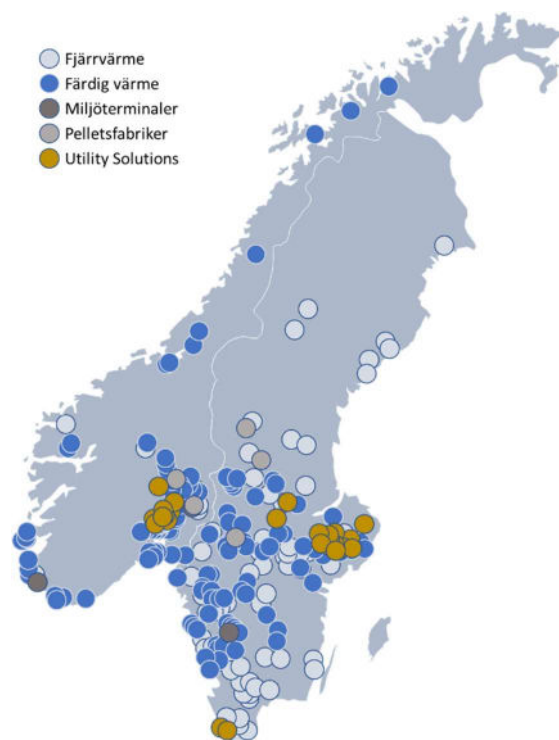 Fjärrvärme
Färdig värme
Miljöterminaler
Pelletsfabriker
Utility Solutions